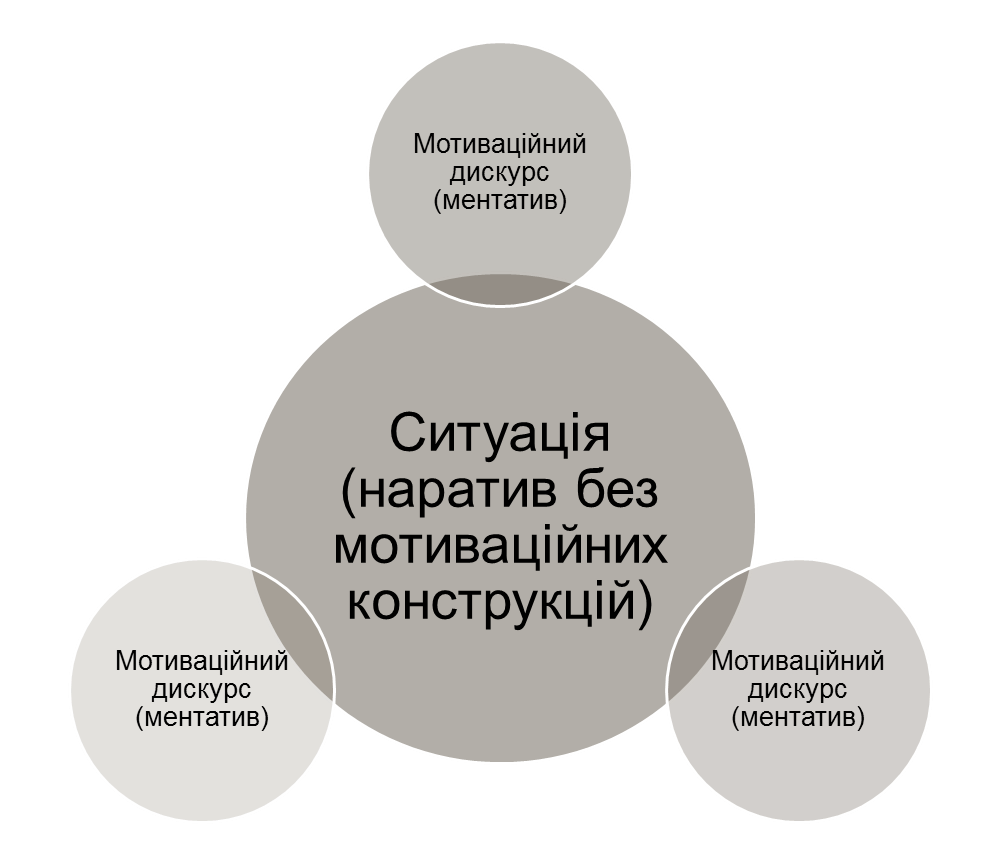 Мотиваційний
дискурс
(ментатив)
Ситуація
(наратив без
мотиваційних
конструкцій)
Мотиваційний
дискурс
(ментатив)
Мотиваційний
дискурс
(ментатив)